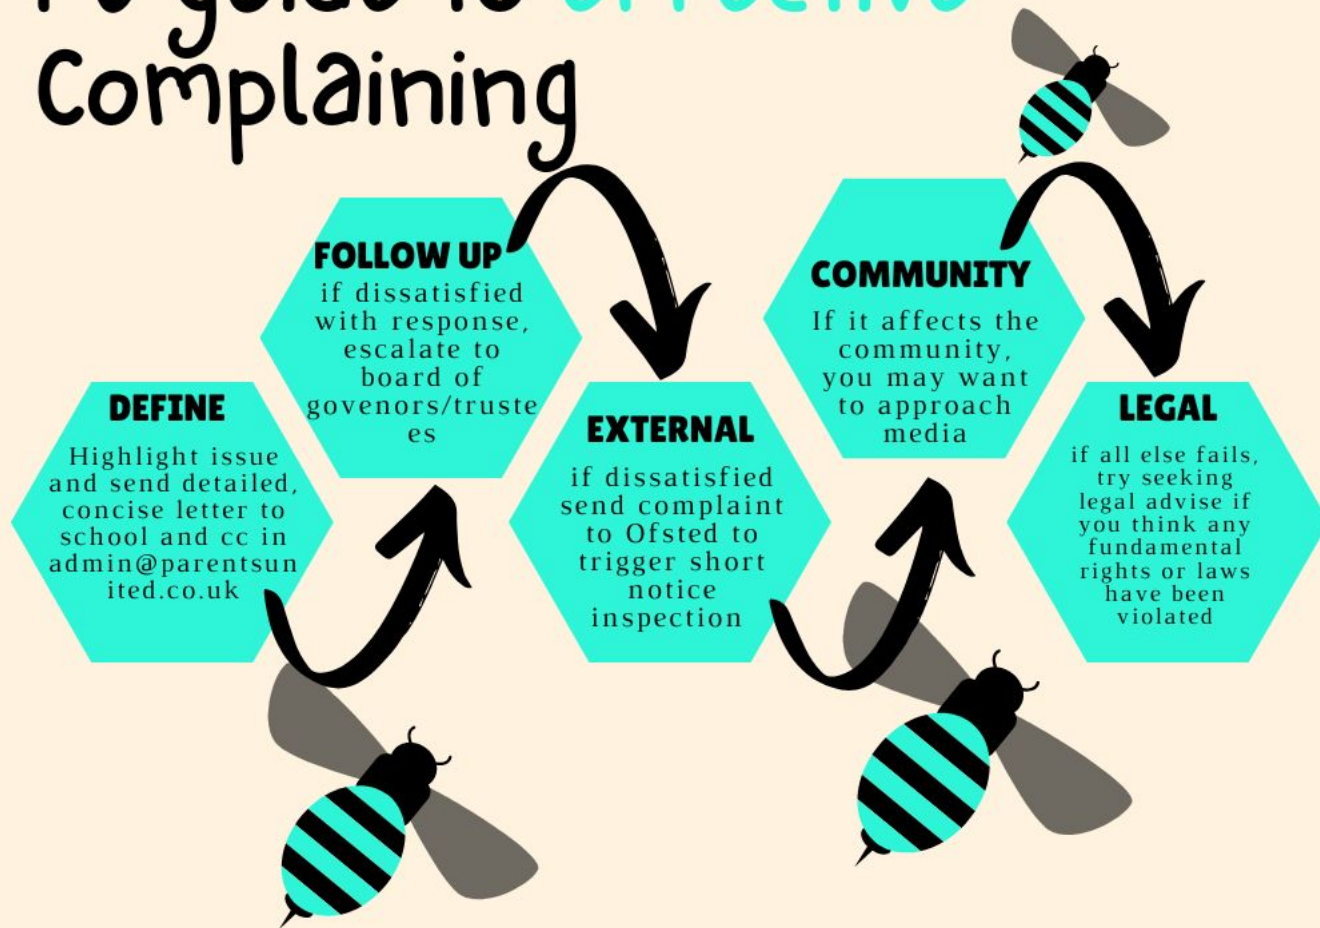 guide to effective
Complaining
DEFINE
Highlight issue
and send detailed,
concise letter to
school and cc in
admin@parentsun
ited.co.uk
FOLLOW UP
if dissatisfied
with response,
escalate to
board of
govenors/truste
es
EXTERNAL
if dissatisfied
send complaint
to Ofsted to
trigger short
notice
inspection
COMMUNITY
If it affects the
community,
you may want
to approach
media
LEGAL
if all else fails,
try seeking
legal advise if
you think any
fundamental
rights or laws
have been
violated